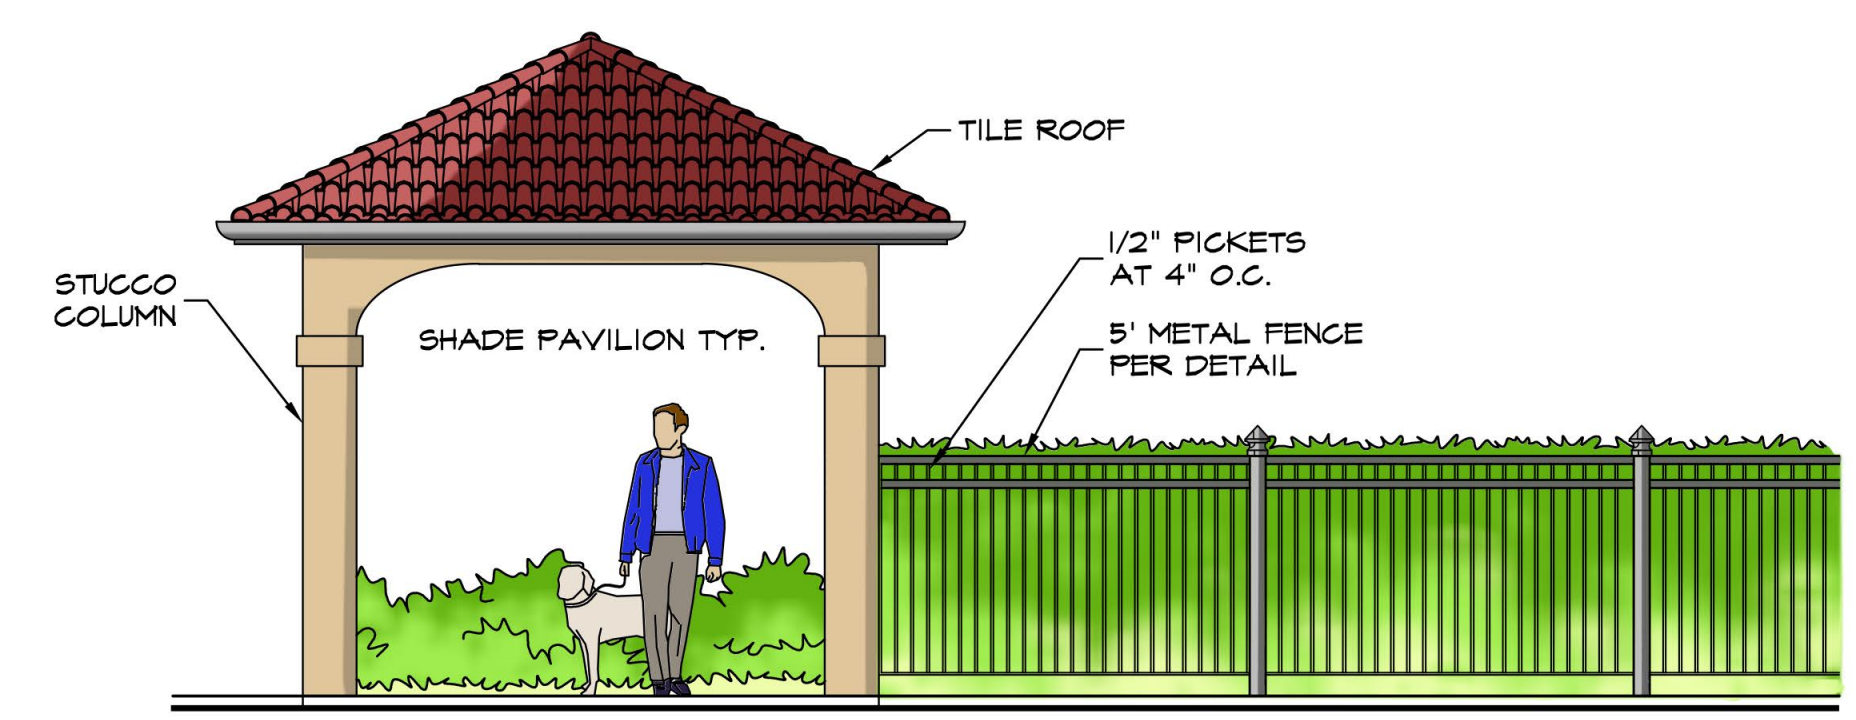 TILE ROOF
1/2" PICKETS
AT 4" O.C.
STUCCO
COLUMN
SHADE PAVILION TYP.
5' METAL FENCE
PER DETAIL